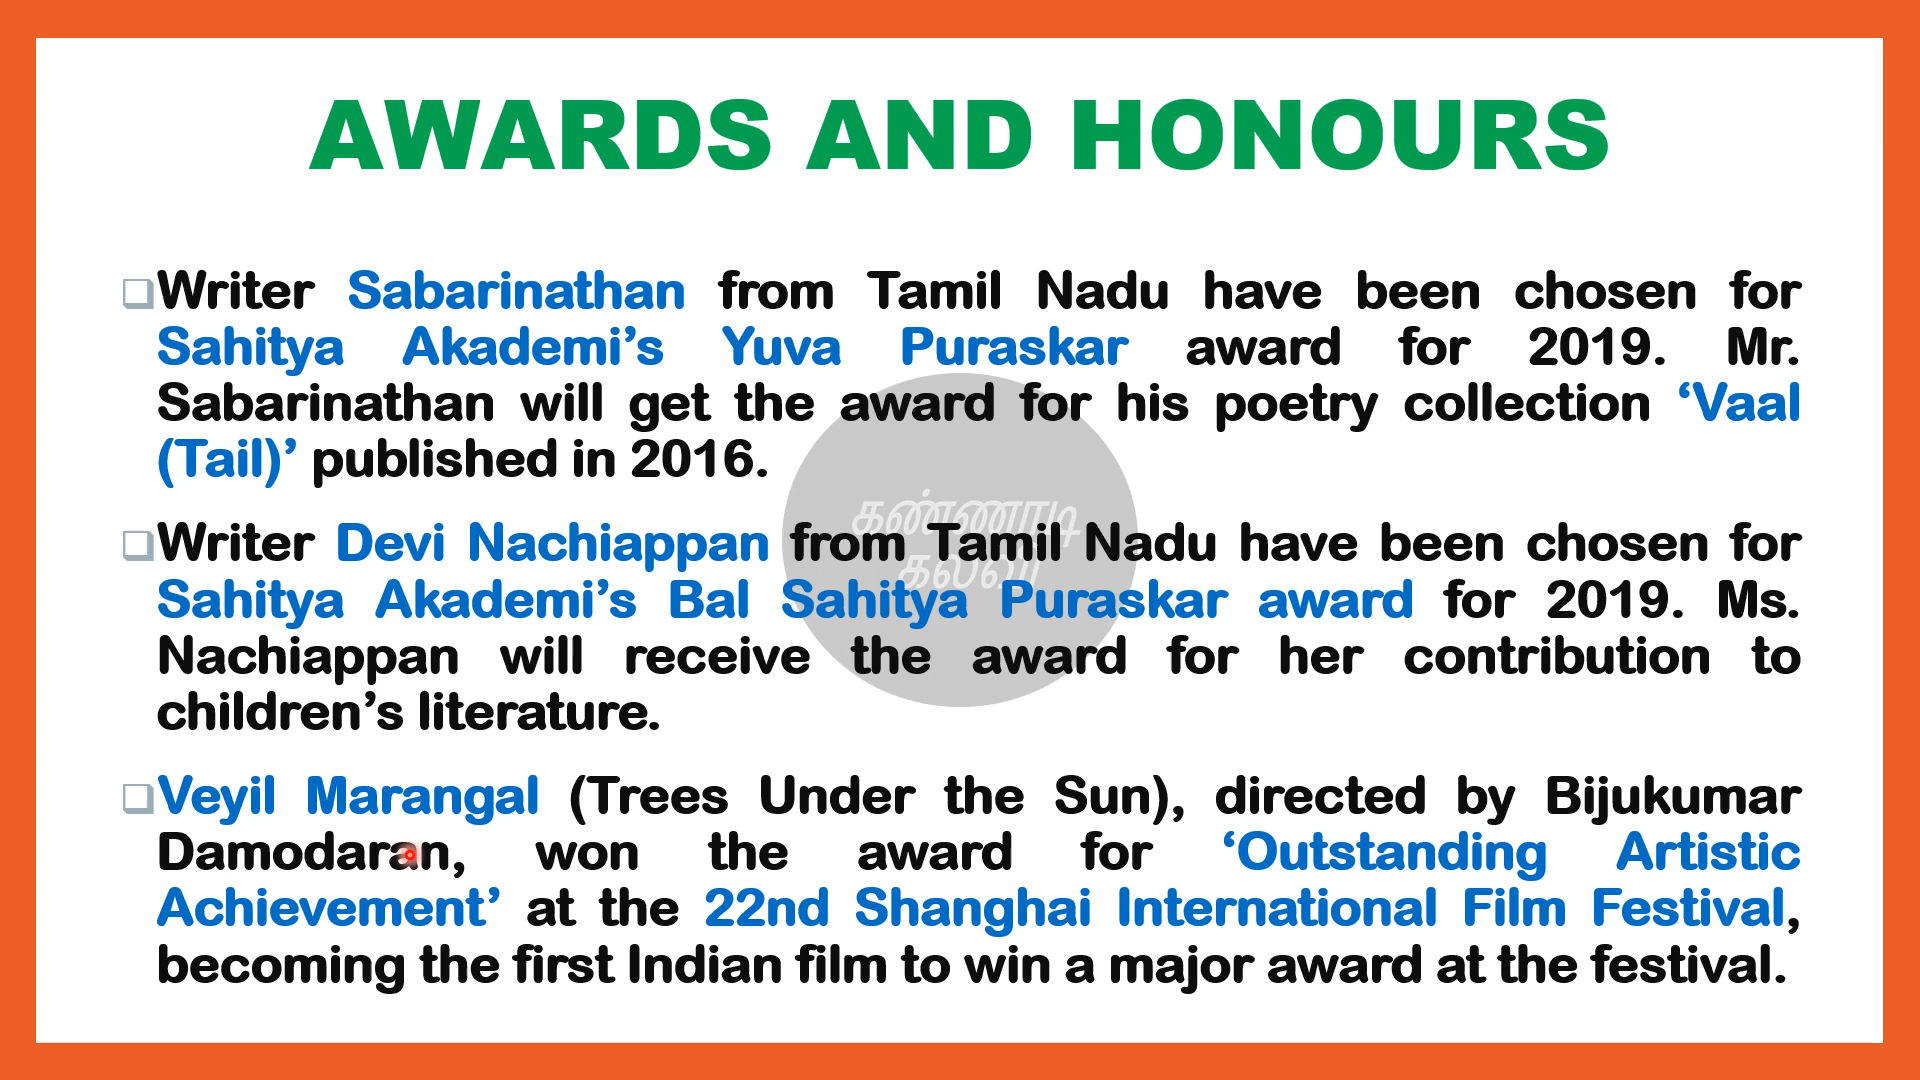 AWARDS AND HONOURS
❑Writer Sabarinathan from Tamil Nadu have been chosen for
Sahitya Akademi’s Yuva Puraskar award for 2019. Mr.
Sabarinathan will get the award for his poetry collection ‘Vaal
(Tail)’ published in 2016.
❑Writer Devi Nachiappan from Tamil Nadu have been chosen for
Sahitya Akademi’s Bal Sahitya Puraskar award for 2019. Ms.
Nachiappan will receive the award for her contribution to
children’s literature.
❑Veyil Marangal (Trees Under the Sun), directed by Bijukumar
Damodaran, won the award for ‘Outstanding Artistic
Achievement’ at the 22nd Shanghai International Film Festival,
becoming the first Indian film to win a major award at the festival.
கண்ணாடி
கல்வி